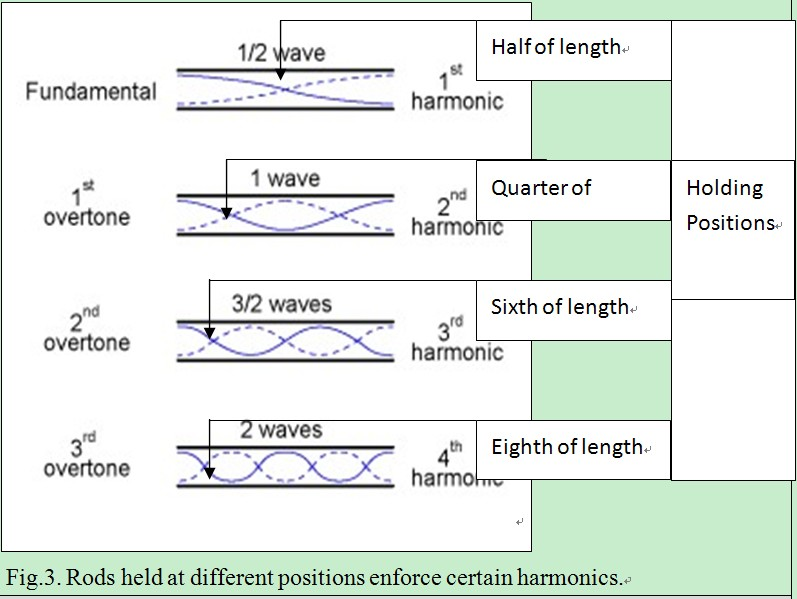 1/2 wave
Half of length
Fundamental
1st
harmonic
1 wave
1st
overtone
2nd
harmonic
Quarter of
Holding
Positions
3/2 waves
2nd
overtone
3rd
harmonic
Sixth of length
2 waves
3rd
overtone
4th
harmonic
Eighth of length
Fig.3. Rods held at different positions enforce certain harmonics.